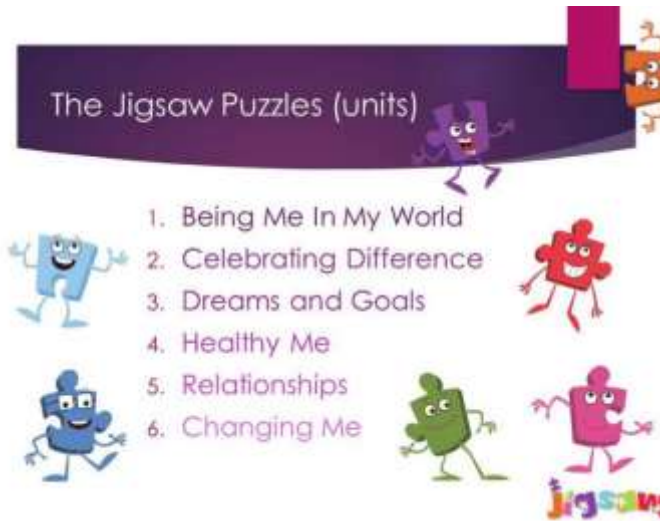 The Jigsaw Puzzles (units)
1. Being Me In My World
2. Celebrating Difference
3. Dreams and Goals
4. Healthy Me
5. Relationships
6. Changing Me
jigsaw